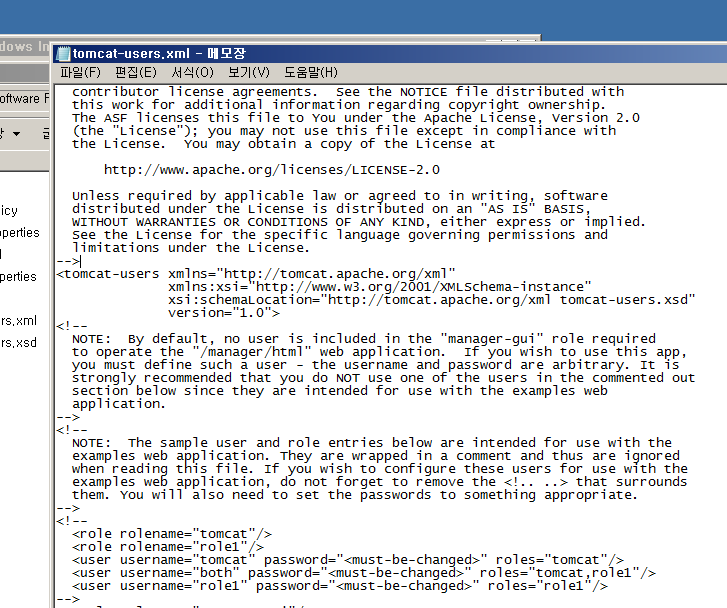 dows In
tomcat-users.xml - 메모장
파일(F) 편집(E) 서식(O) 보기(V) 도움말(H)
oftware F
icy
perties
perties
rs.xml
rs.xsd
contributor license agreements.  See the NOTICE file distributed with
this work for additional information regarding copyright ownership.
The ASF licenses this file to You under the Apache License, Version 2.0
(the "License"); you may not use this file except in compliance with
the License.  You may obtain a copy of the License at
http://www.apache.org/licenses/LICENSE-2.0
Unless required by applicable law or agreed to in writing, software
distributed under the License is distributed on an "AS IS" BASIS,
WITHOUT WARRANTIES OR CONDITIONS OF ANY KIND, either express or implied.
See the License for the specific language governing permissions and
limitations under the License.
-->
<tomcat-users xmlns="http://tomcat.apache.org/xml"
xmlns:xsi="http://www.w3.org/2001/XMLSchema-instance"
xsi:schemaLocation="http://tomcat.apache.org/xml tomcat-users.xsd"
version="1.0">
<!--
NOTE:  By default, no user is included in the "manager-gui" role required
to operate the "/manager/html" web application.  If you wish to use this app,
you must define such a user - the username and password are arbitrary. It is
strongly recommended that you do NOT use one of the users in the commented out
section below since they are intended for use with the examples web
application.
-->
<!--
NOTE:  The sample user and role entries below are intended for use with the
examples web application. They are wrapped in a comment and thus are ignored
when reading this file. If you wish to configure these users for use with the
examples web application, do not forget to remove the <!.. ..> that surrounds
them. You will also need to set the passwords to something appropriate.
-->
<!--
<role rolename="tomcat"/>
<role rolename="role1"/>
<user username="tomcat" password="<must-be-changed>" roles="tomcat"/>
<user username="both" password="<must-be-changed>" roles="tomcat,role1"/>
<user username="role1" password="<must-be-changed>" roles="role1"/>
-->